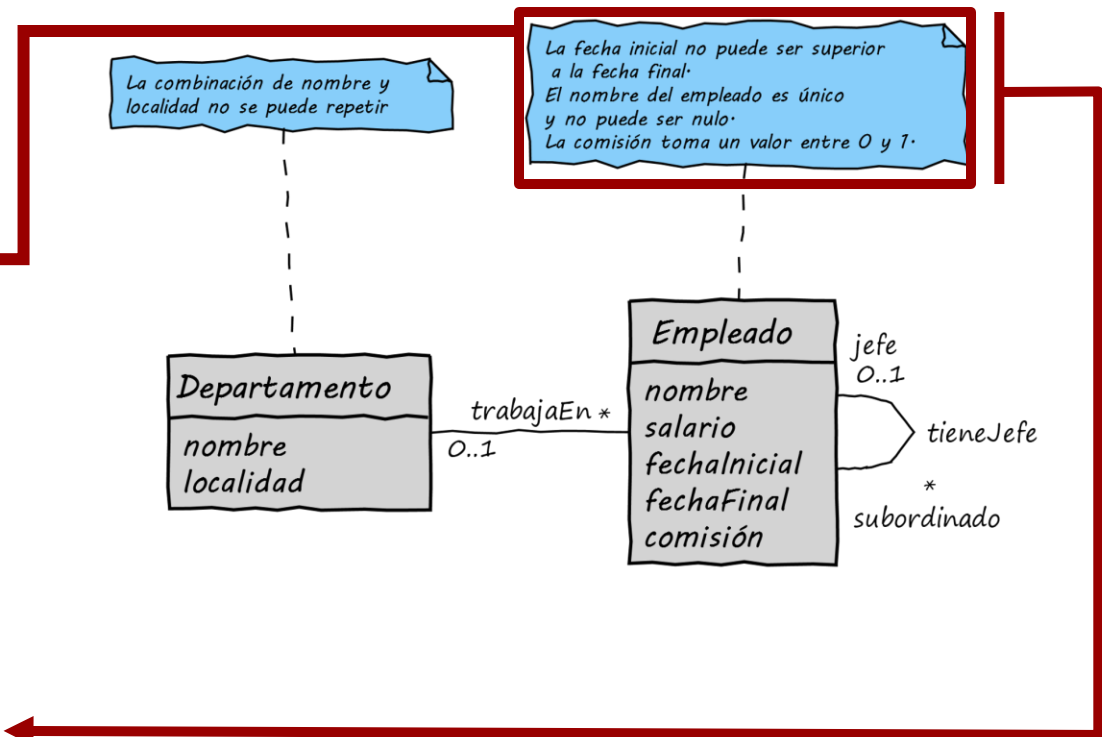 La combinación de nombre y
localidad no se puede repetir
La fecha inicial no puede ser superior
a la fecha final.
El nombre del empleado es único
y no puede ser nulo.
La comisión toma un valor entre 0 y 1.
Departamento
nombre
localidad
trabajaEn *
0..1
Empleado
nombre
salario
fechaInicial
fechaFinal
comisión
jefe
0..1
tieneJefe
*
subordinado